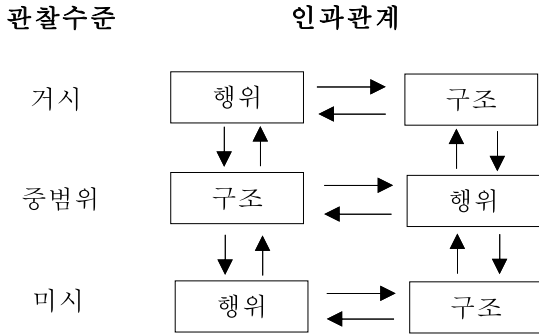 관찰수준 인과관계
거시 행위 구조
중범위 구조 행위
미시 행위 구조